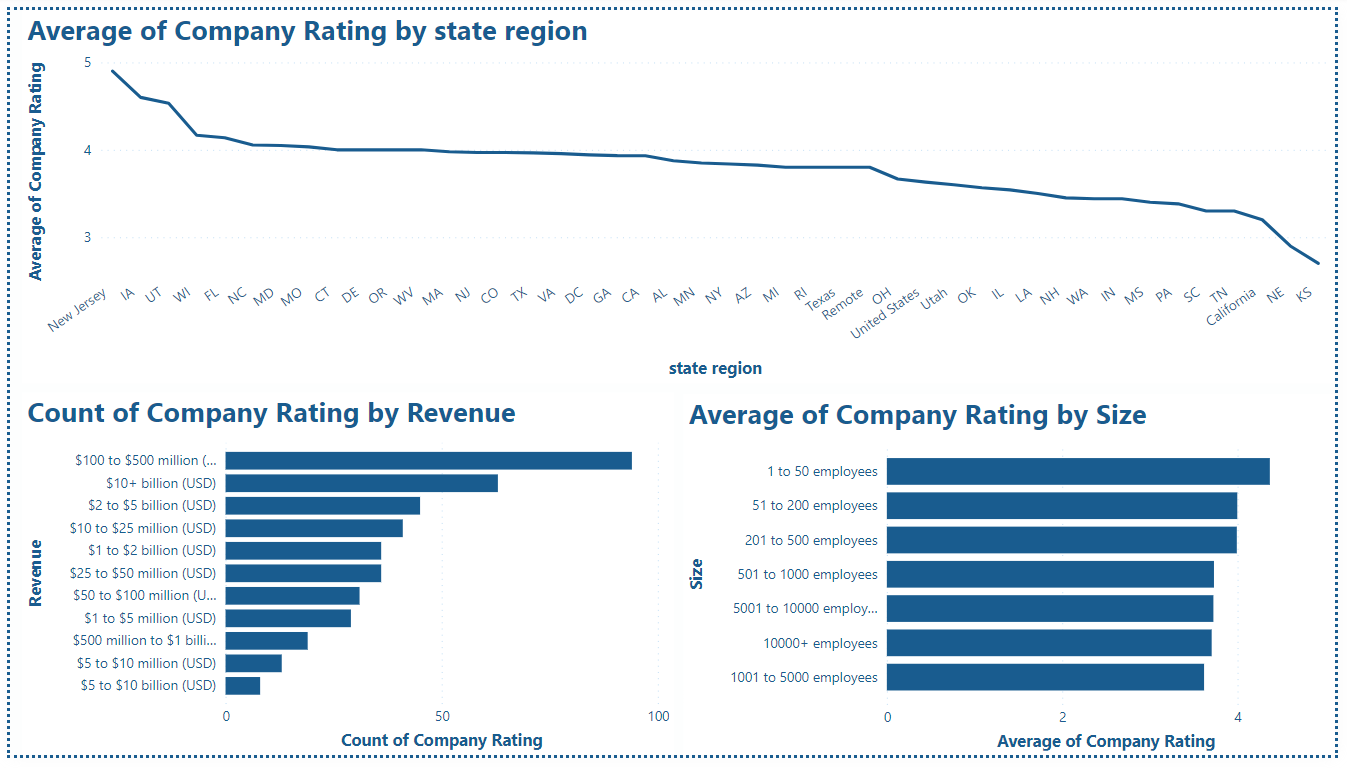 Average of Company Rating by state region
Average of Company Rating
5
4
3
New Jersey
IA
UT
WI
FL
NC
MD
MO
CT
DE
OR
WV
MA
NJ
CO
TX
VA
DC
GA
CA
AL
MN
NY
AZ
MI
RI
Texas
Remote
OH
United States
Utah
OK
IL
LA
NH
WA
IN
MS
PA
SC
TN
California
NE
KS
state region
Count of Company Rating by Revenue
Revenue
$100 to $500 million (...
$10+ billion (USD)
$2 to $5 billion (USD)
$10 to $25 million (USD)
$1 to $2 billion (USD)
$25 to $50 million (USD)
$50 to $100 million (U...
$1 to $5 million (USD)
$500 million to $1 billi...
$5 to $10 million (USD)
$5 to $10 billion (USD)
0
50
100
Count of Company Rating
Average of Company Rating by Size
Size
1 to 50 employees
51 to 200 employees
201 to 500 employees
501 to 1000 employees
5001 to 10000 employ...
10000+ employees
1001 to 5000 employees
0
2
4
Average of Company Rating